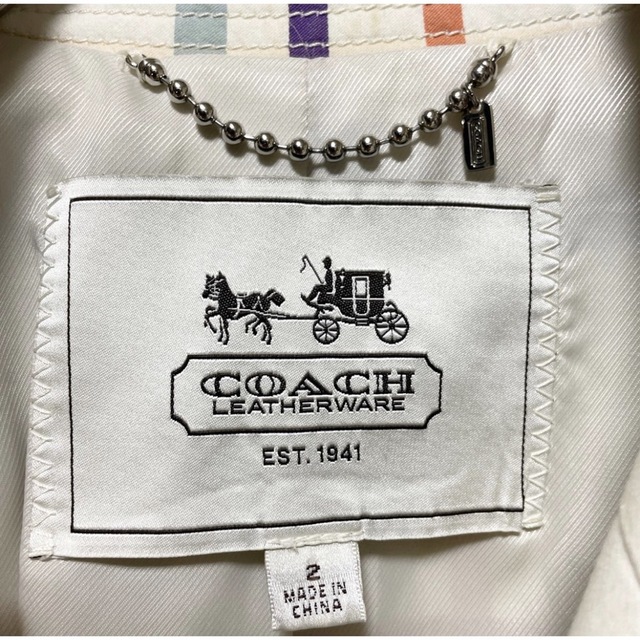 COACH
LEATHERWARE
EST. 1941
2
MADE IN
CHINA